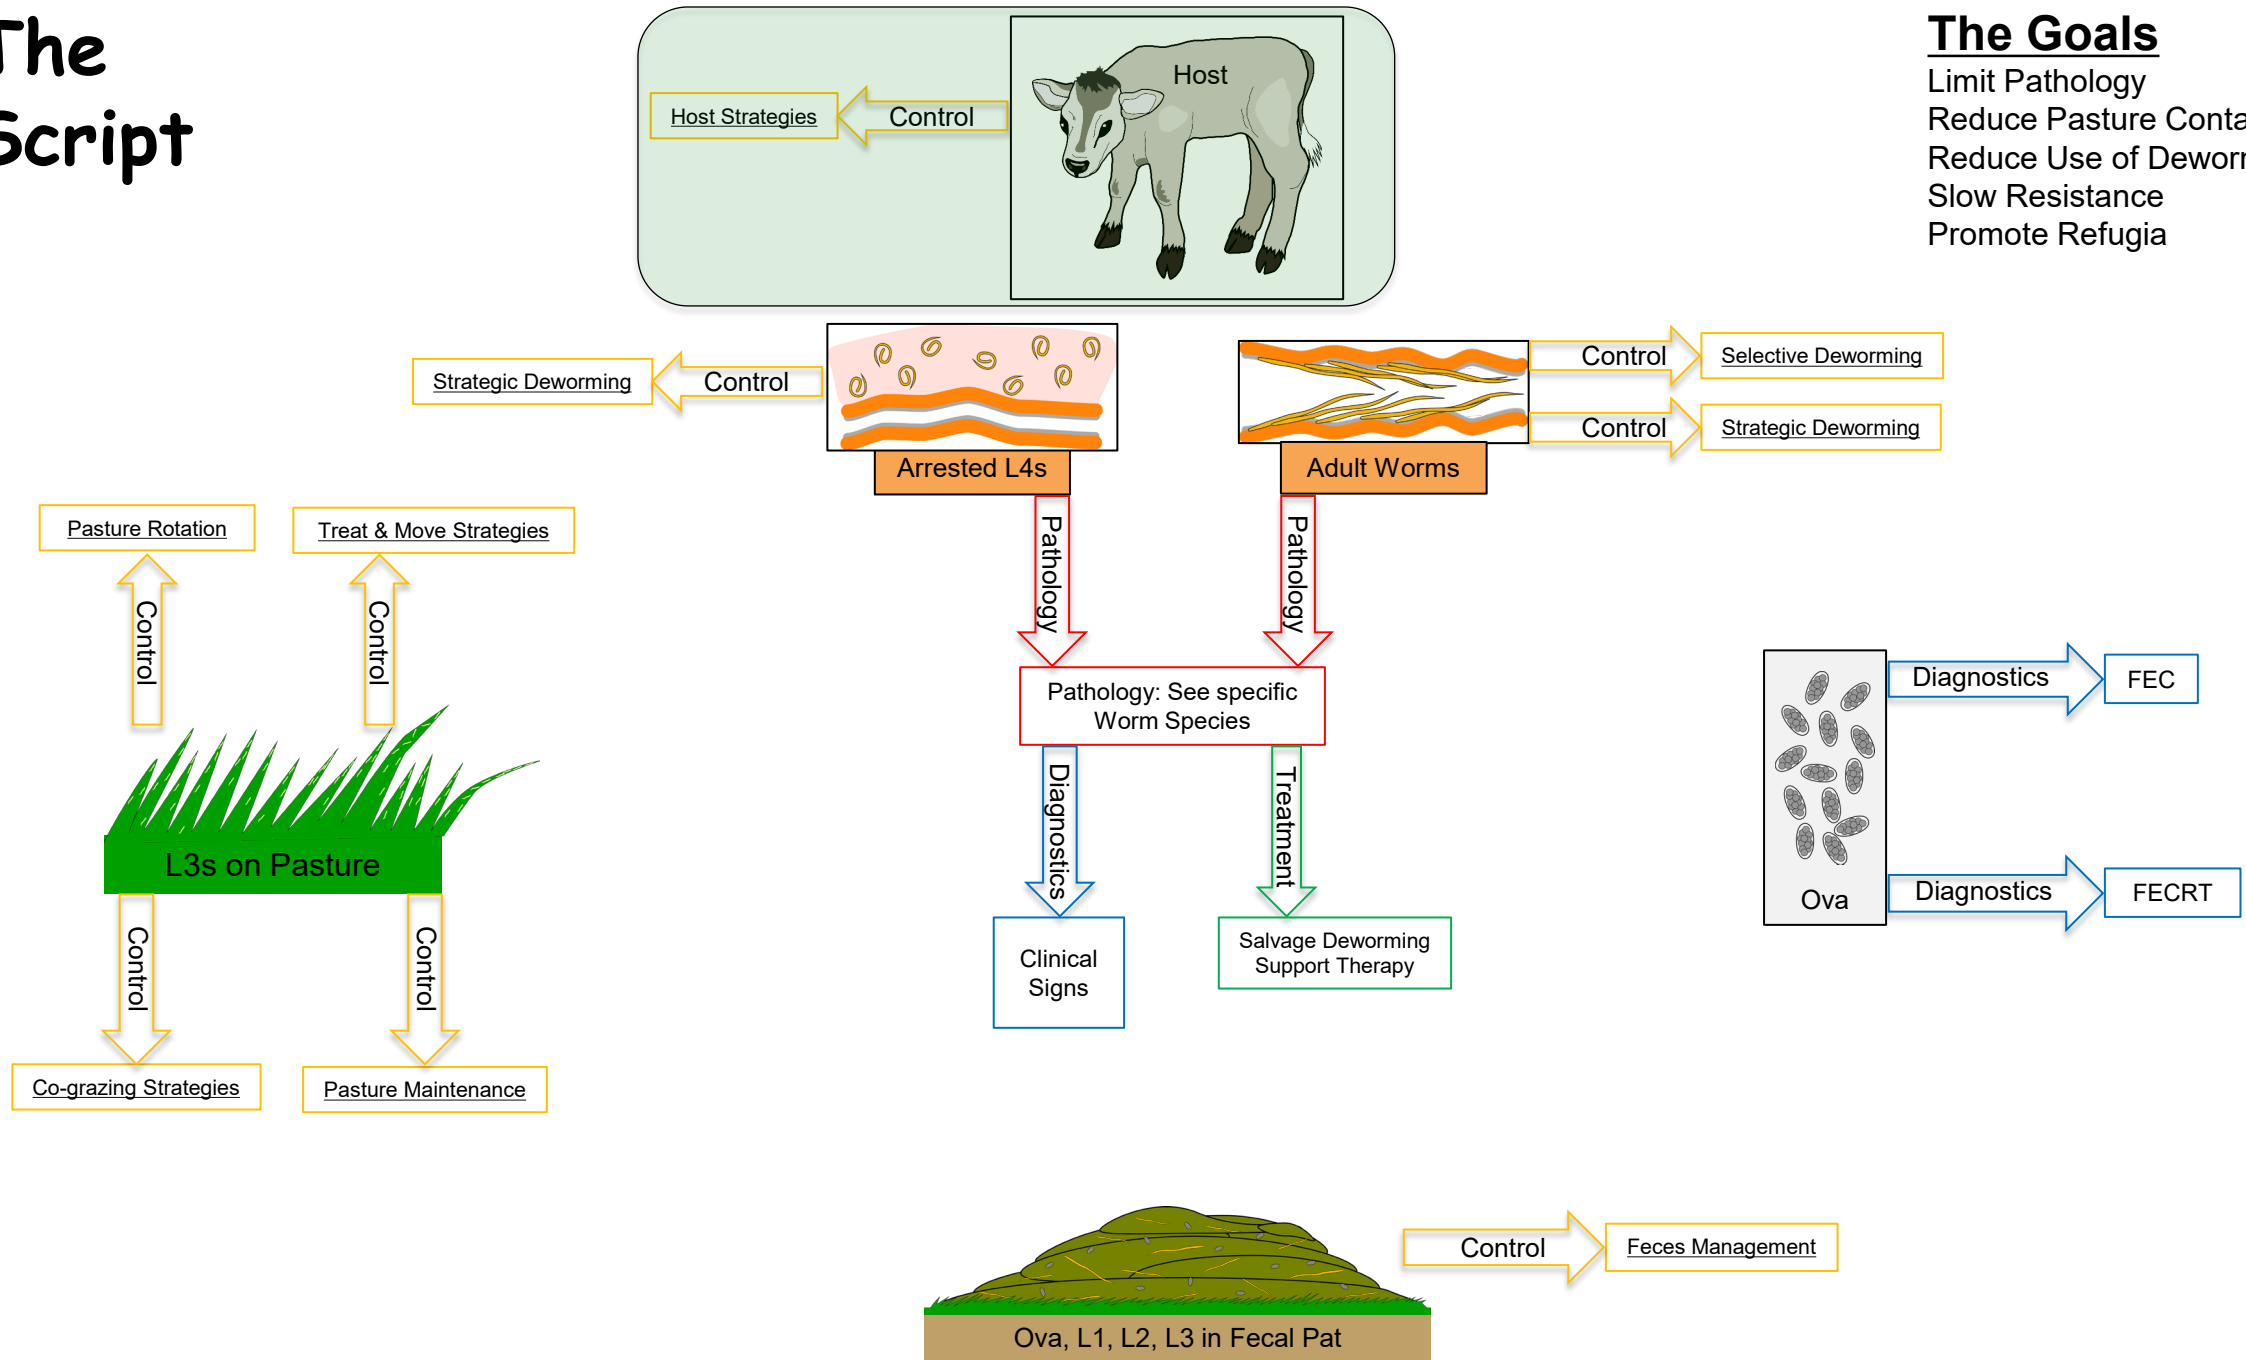 The
Script
The Goals
Limit Pathology
Reduce Pasture
Reduce Use of
Slow Resistance
Promote Refugia
Host
Host Strategies
Control
Strategic Deworming
Control
Arrested L4s
Adult Worms
Control
Selective Deworming
Control
Strategic Deworming
Pasture Rotation
Treat & Move Strategies
Control
Control
L3s on Pasture
Control
Control
Co-grazing Strategies
Pasture Maintenance
Pathology
Pathology
Pathology: See specific
Worm Species
Diagnostics
Treatment
Clinical
Signs
Salvage Deworming
Support Therapy
Ova
Diagnostics
FEC
Diagnostics
FECRT
Control
Feces Management
Ova, L1, L2, L3 in Fecal Pat